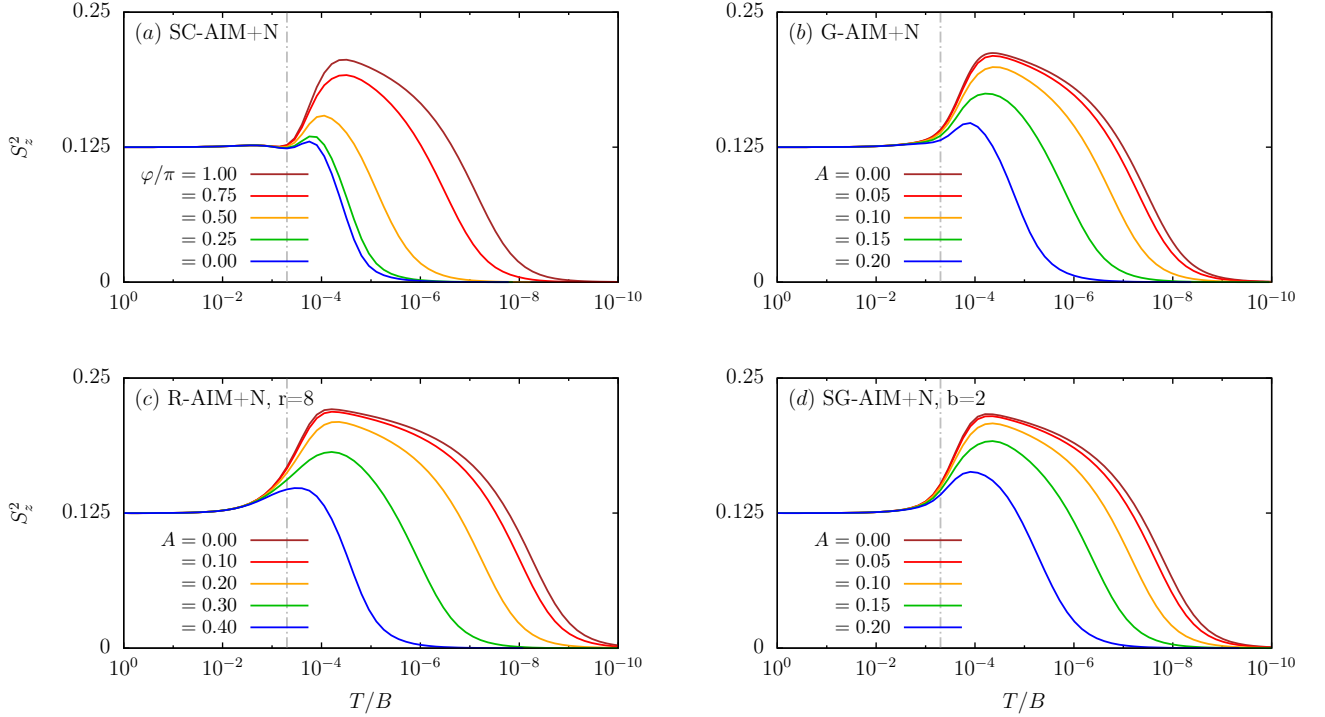 (a) SC-AIM+N
0.25
0.125
0
S_z^2
φ/π = 1.00
= 0.75
= 0.50
= 0.25
= 0.00
10^0 10^-2 10^-4 10^-6 10^-8 10^-10
(b) G-AIM+N
0.25
0.125
0
A = 0.00
= 0.05
= 0.10
= 0.15
= 0.20
10^0 10^-2 10^-4 10^-6 10^-8 10^-10
(c) R-AIM+N, r=8
0.25
0.125
0
S_z^2
A = 0.00
= 0.10
= 0.20
= 0.30
= 0.40
10^0 10^-2 10^-4 10^-6 10^-8 10^-10
T/B
(d) SG-AIM+N, b=2
0.25
0.125
0
A = 0.00
= 0.05
= 0.10
= 0.15
= 0.20
10^0 10^-2 10^-4 10^-6 10^-8 10^-10
T/B